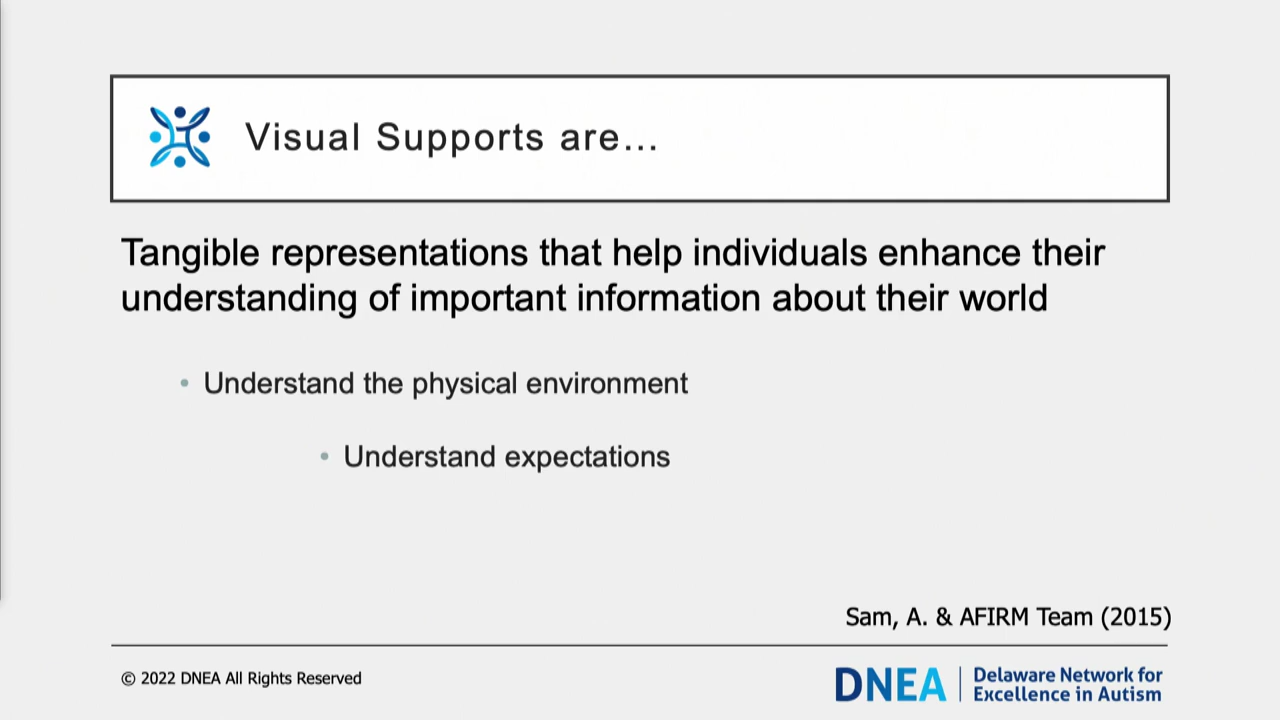 Visual Supports are...
Tangible representations that help individuals enhance their
understanding of important information about their world
• Understand the physical environment
• Understand expectations
Sam, A. & AFIRM Team (2015)
© 2022 DNEA All Rights Reserved
DNEA
Delaware Network for
Excellence in Autism